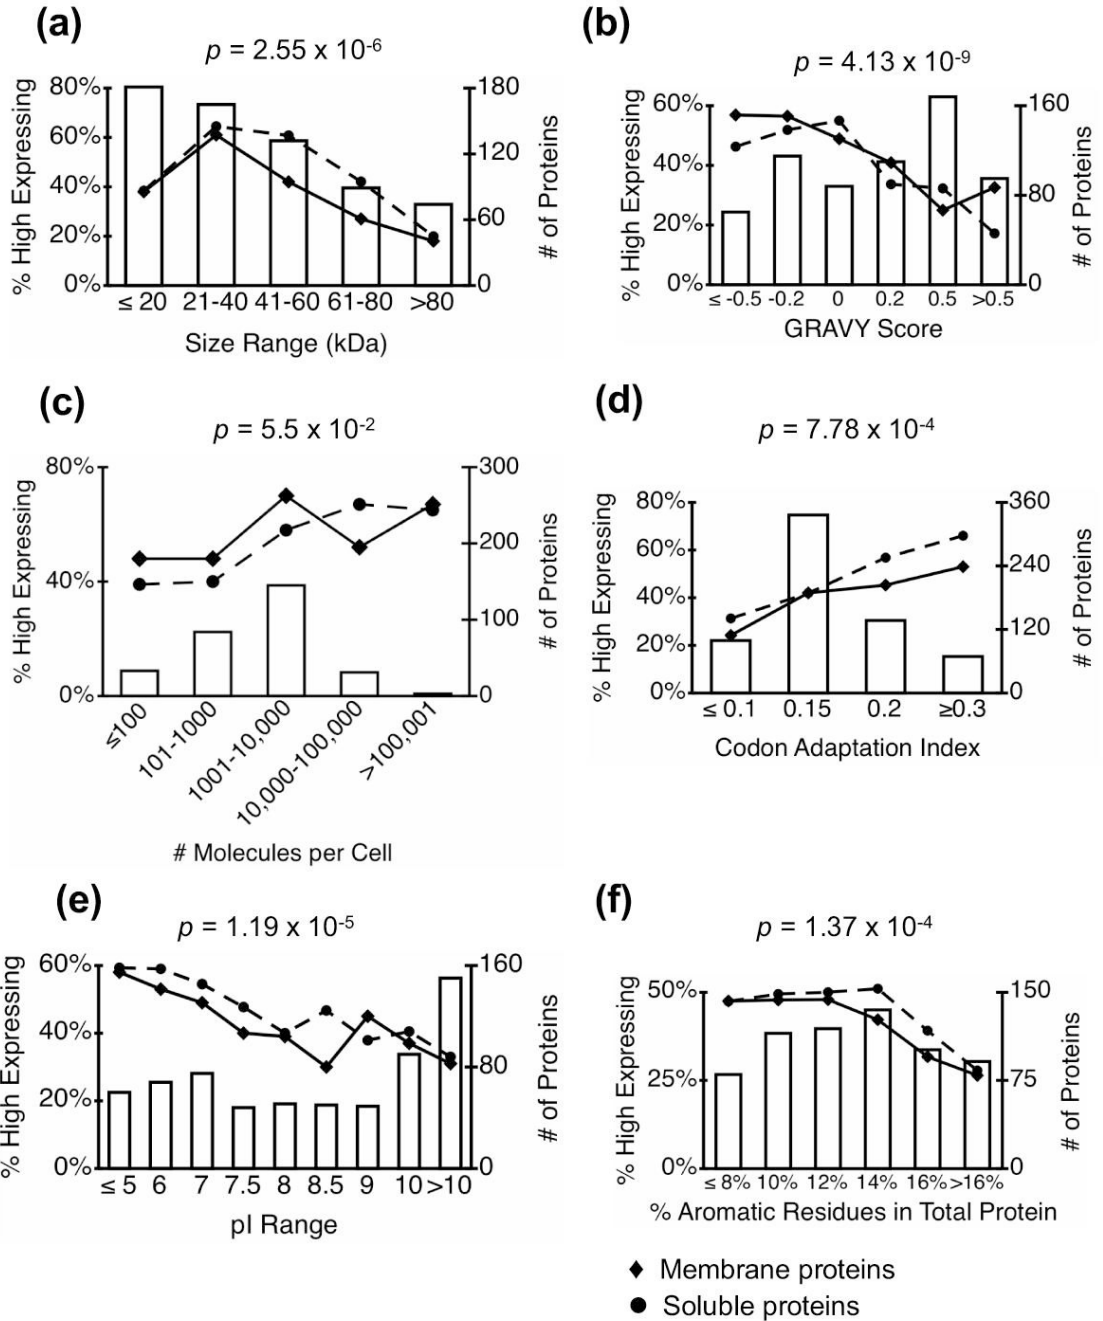 (a)
p = 2.55 x 10-6
% High Expressing
80%
60%
40%
20%
0%
180
120
60
0
# of Proteins
≤ 20 21-40 41-60 61-80 >80
Size Range (kDa)
(b)
p = 4.13 x 10-9
% High Expressing
60%
40%
20%
0%
160
80
0
# of Proteins
≤ -0.5 -0.2 0 0.2 0.5 >0.5
GRAVY Score
(c)
p = 5.5 x 10-2
% High Expressing
80%
40%
0%
300
200
100
0
# of Proteins
≤100 101-1000 1001-10,000 10,000-100,000 >100,001
# Molecules per Cell
(d)
p = 7.78 x 10-4
% High Expressing
80%
60%
40%
20%
0%
360
240
120
0
# of Proteins
≤ 0.1 0.15 0.2 ≥0.3
Codon Adaptation Index
(e)
p = 1.19 x 10-5
% High Expressing
60%
40%
20%
0%
160
80
0
# of Proteins
≤ 5 6 7 7.5 8 8.5 9 10 >10
pI Range
(f)
p = 1.37 x 10-4
% High Expressing
50%
25%
0%
150
75
0
# of Proteins
≤ 8% 10% 12% 14% 16% >16%
% Aromatic Residues in Total Protein
Membrane proteins
Soluble proteins